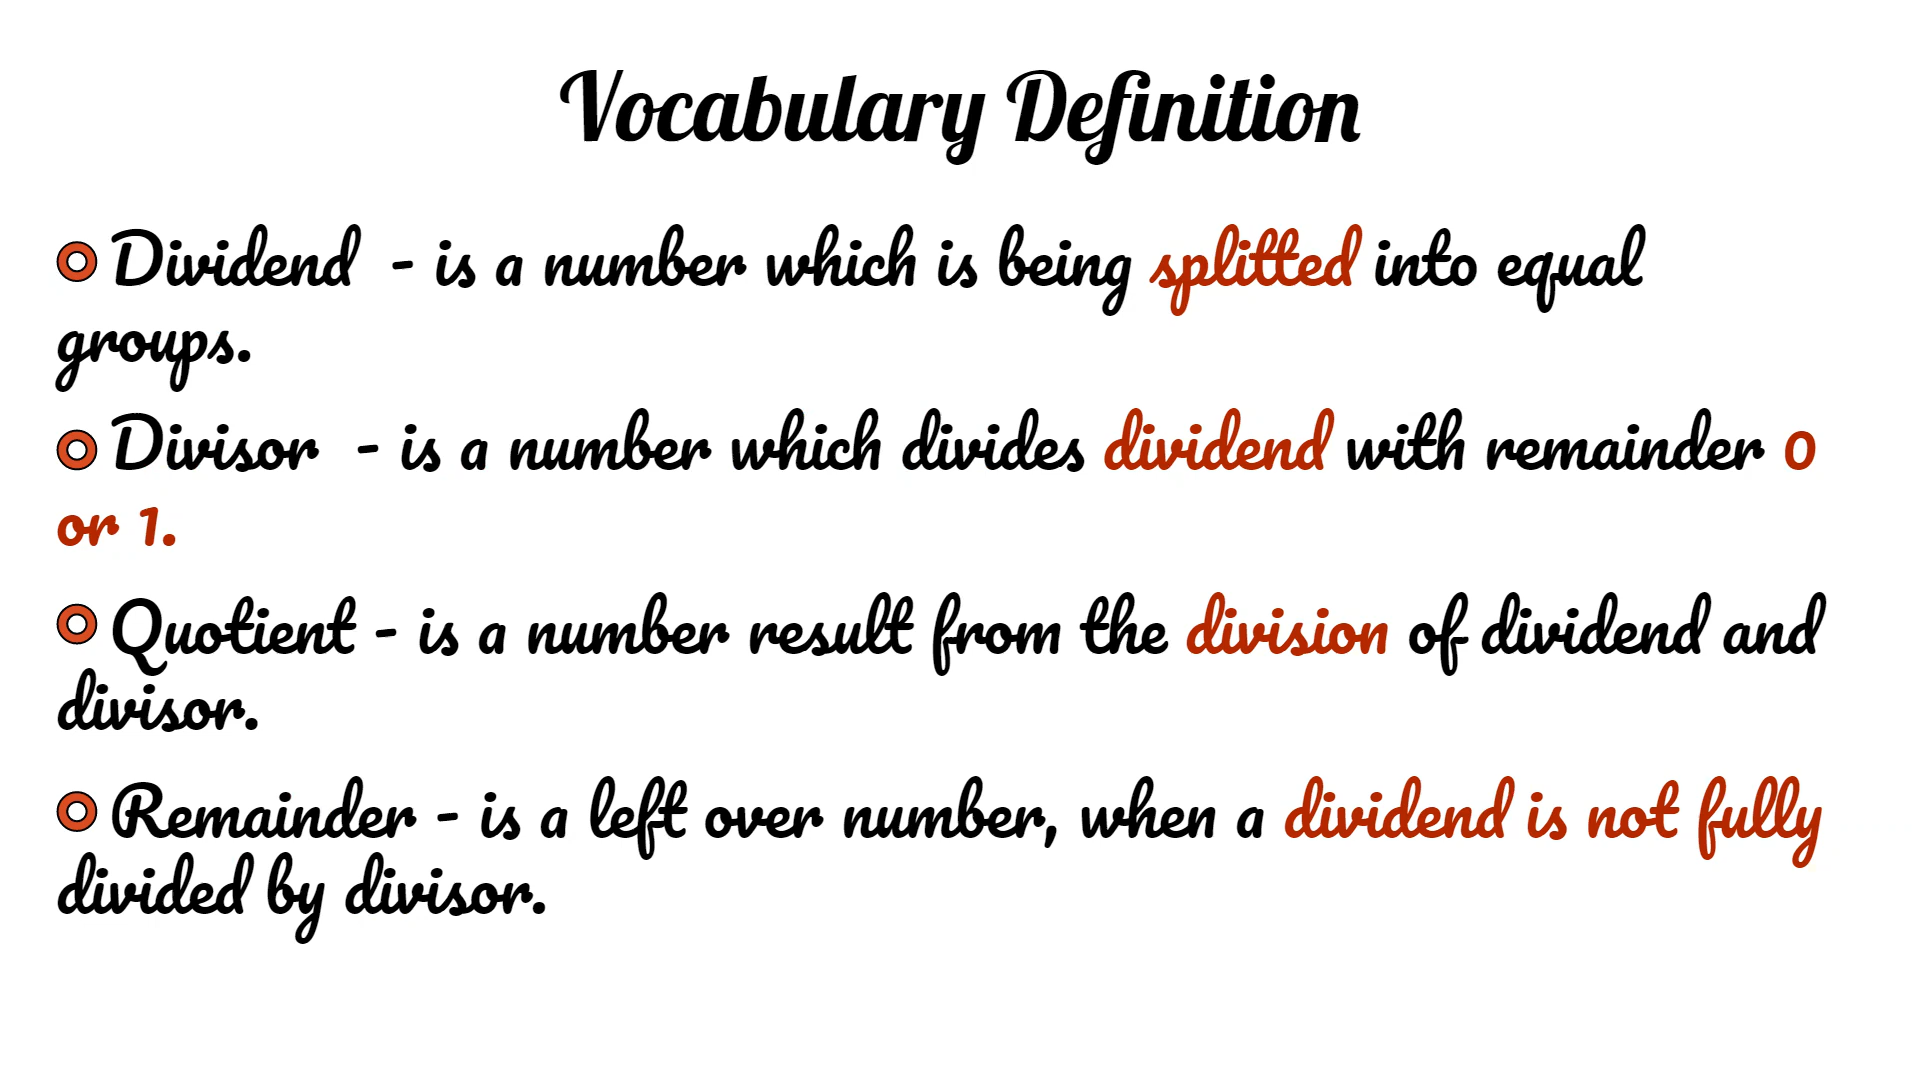 Vocabulary Definition
Dividend - is a number which is being splitted into equal
groups.
Divisor - is a number which divides dividend with remainder 0
or 1.
Quotient - is a number result from the division of dividend and
divisor.
Remainder - is a left over number, when a dividend is not fully
divided by divisor.